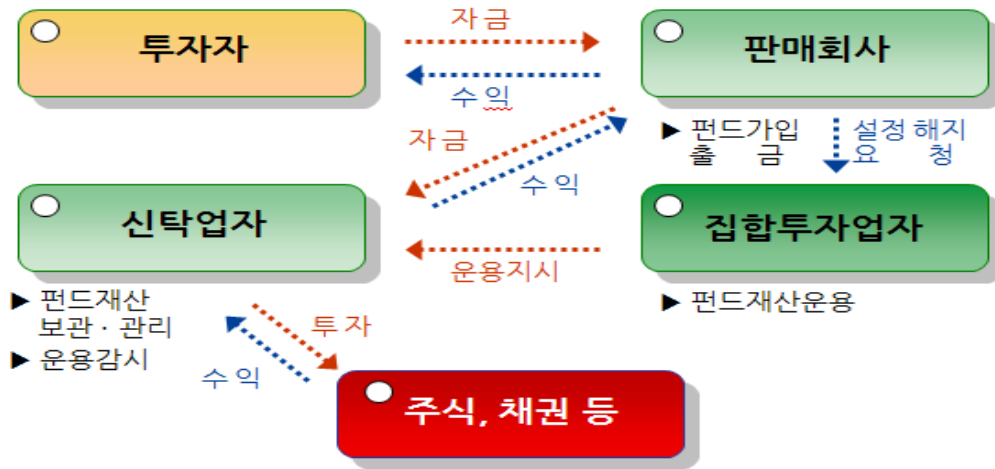 투자자
자 금
수 익
판매회사
▶ 펀드가입
출 금
설정 해지
요 청
자 금
수 익
신탁업자
집합투자업자
운용지시
▶ 펀드재산
보관 · 관리
▶ 운용감시
▶ 펀드재산운용
투 자
수 익
주식, 채권 등